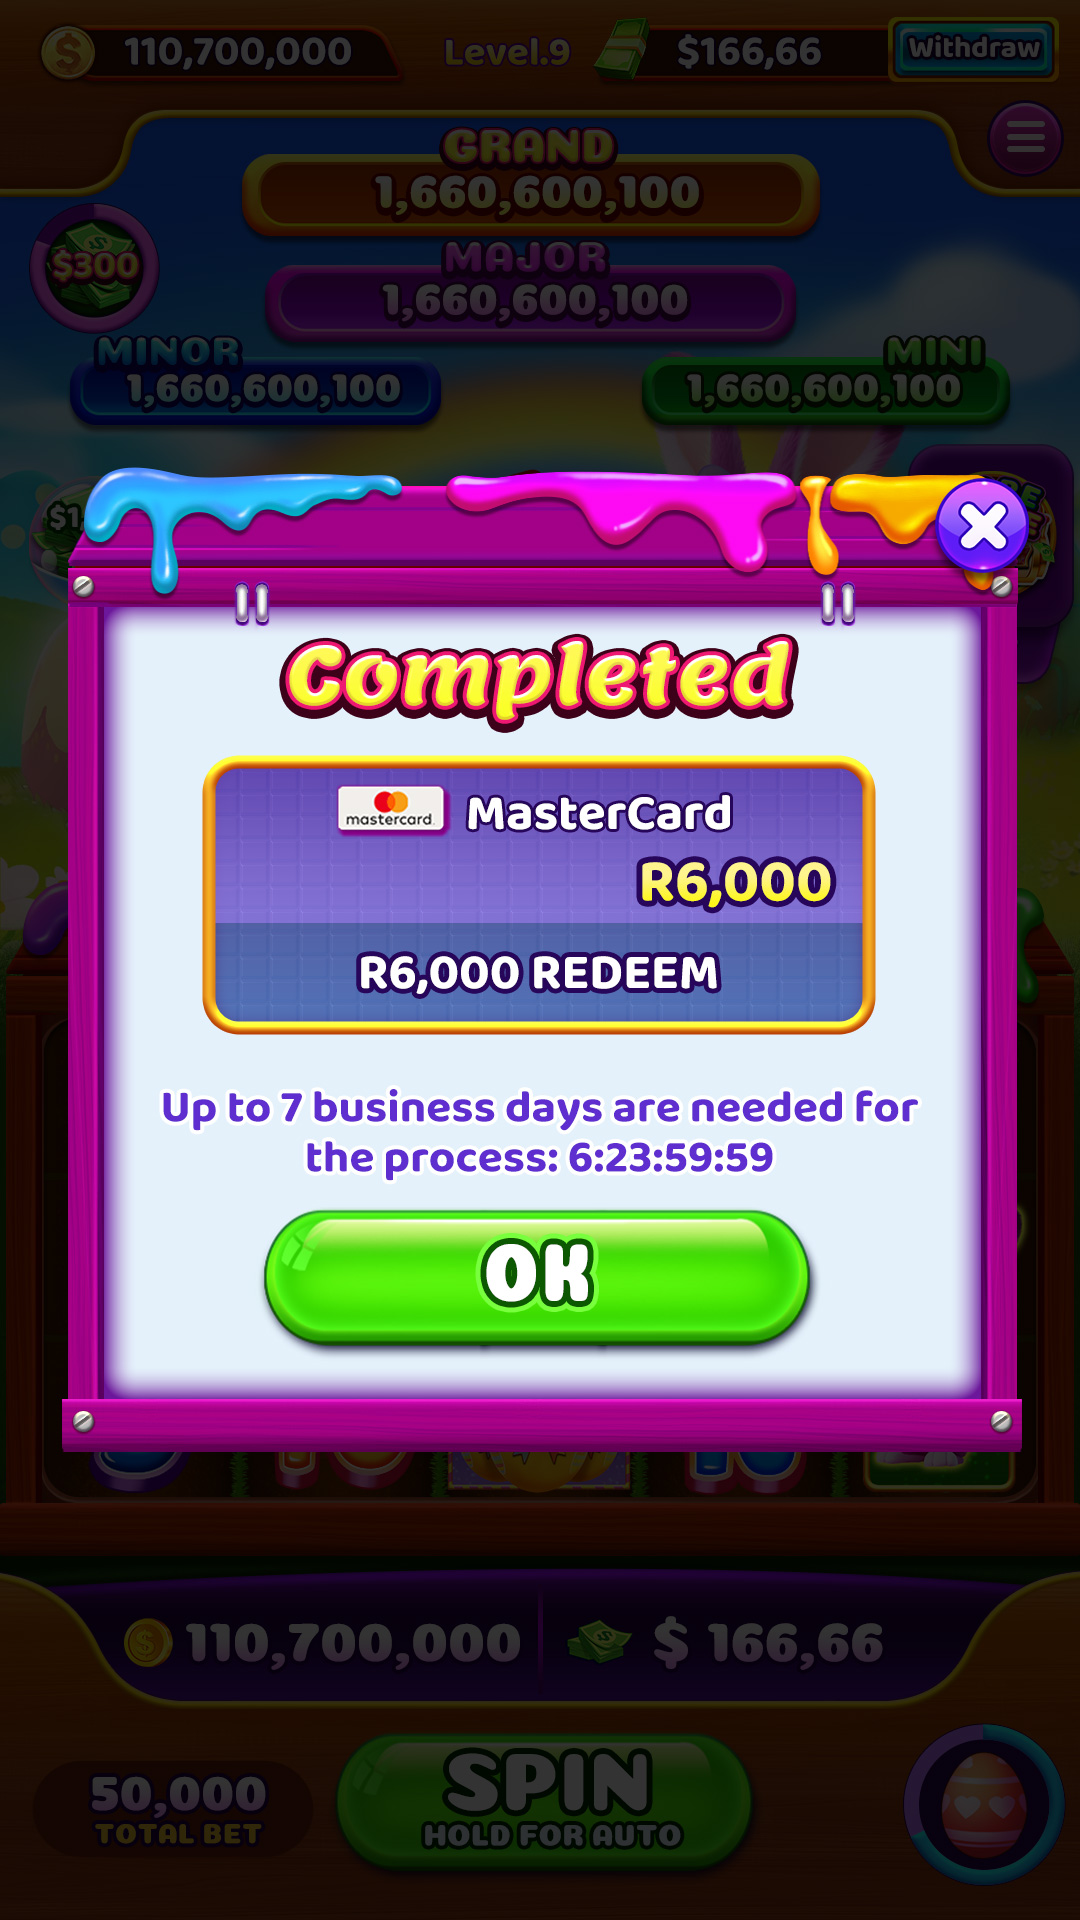 110,700,000 Level.9 $166,66 Withdraw
GRAND
1,660,600,100
$300
MAJOR
1,660,600,100
MINOR
1,660,600,100
MINI
1,660,600,100
Completed
mastercard.
MasterCard
R6,000
R6,000 REDEEM
Up to 7 business days are needed for
the process: 6:23:59:59
OK
110,700,000 $ 166,66
50,000
TOTAL BET
SPIN
HOLD FOR AUTO